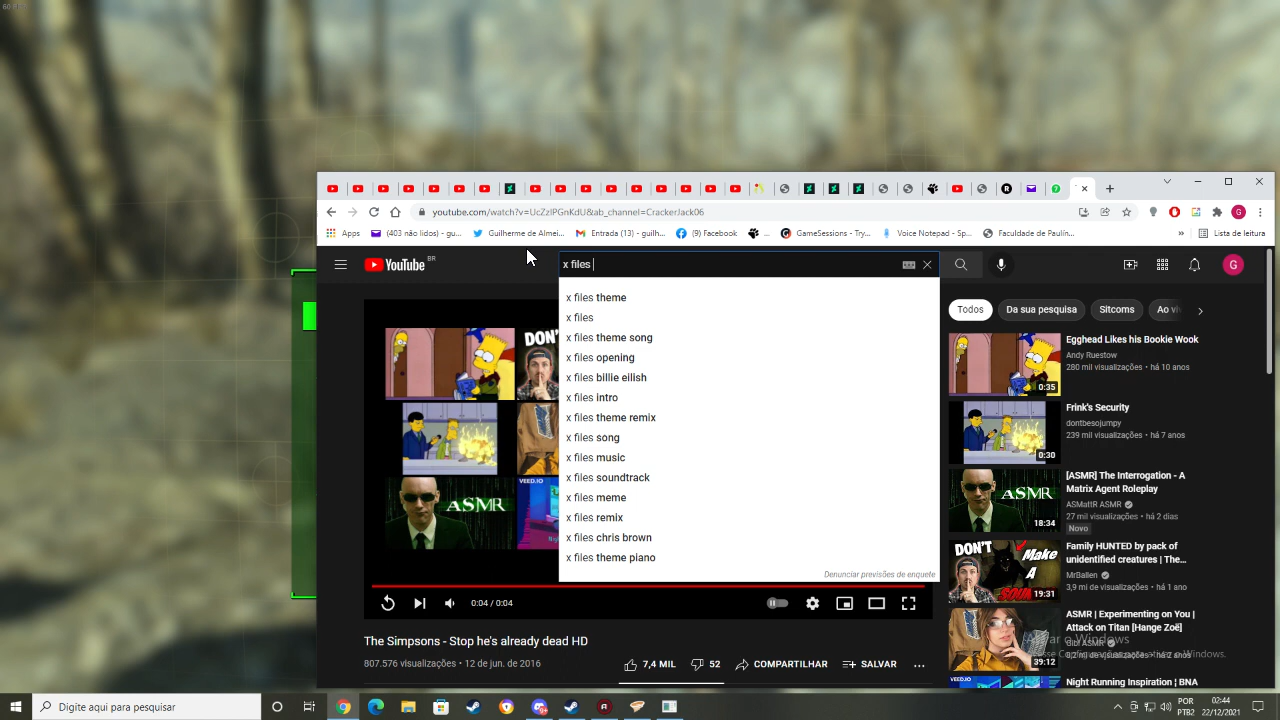 youtube.com/watch?v=UcZzlPGnKdU&ab_channel=CrackerJack06
Apps
(403 não lidos) - gu...
Guilherme de Almei...
Entrada (13) - guilh...
(9) Facebook
...
GameSessions - Try...
Voice Notepad - Sp...
Faculdade de Paulín...
»
Lista de leitura
YouTube BR
x files
G
x files theme
x files
x files theme song
x files opening
x files billie eilish
x files intro
x files theme remix
x files song
x files music
x files soundtrack
x files meme
x files remix
x files chris brown
x files theme piano
Denunciar previsões de enquete
DON'T
ASMR
VEED.IO
0:04 / 0:04
The Simpsons - Stop he's already dead HD
807.576 visualizações • 12 de jun. de 2016
7,4 MIL
52
COMPARTILHAR
SALVAR
Todos
Da sua pesquisa
Sitcoms
Egghead Likes his Bookie Wook
Andy Ruestow
280 mil visualizações • há 10 anos
0:35
Frink's Security
dontbesojumpy
239 mil visualizações • há 7 anos
0:30
[ASMR] The Interrogation - A
Matrix Agent Roleplay
ASMattR ASMR
27 mil visualizações • há 2 dias
Novo
ASMR
18:34
Family HUNTED by pack of
unidentified creatures | The...
MrBallen
3,9 mi de visualizações • há 1 ano
DON'T
MAKE
A
19:31
ASMR | Experimenting on You |
Attack on Titan [Hange Zoë]
Gibi ASMR
39:12
Night Running Inspiration | BNA
Digite aqui para pesquisar
POR
PTB2
02:44
22/12/2021